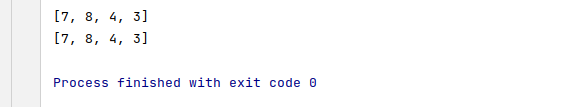 [7, 8, 4, 3]
[7, 8, 4, 3]
Process finished with exit code 0